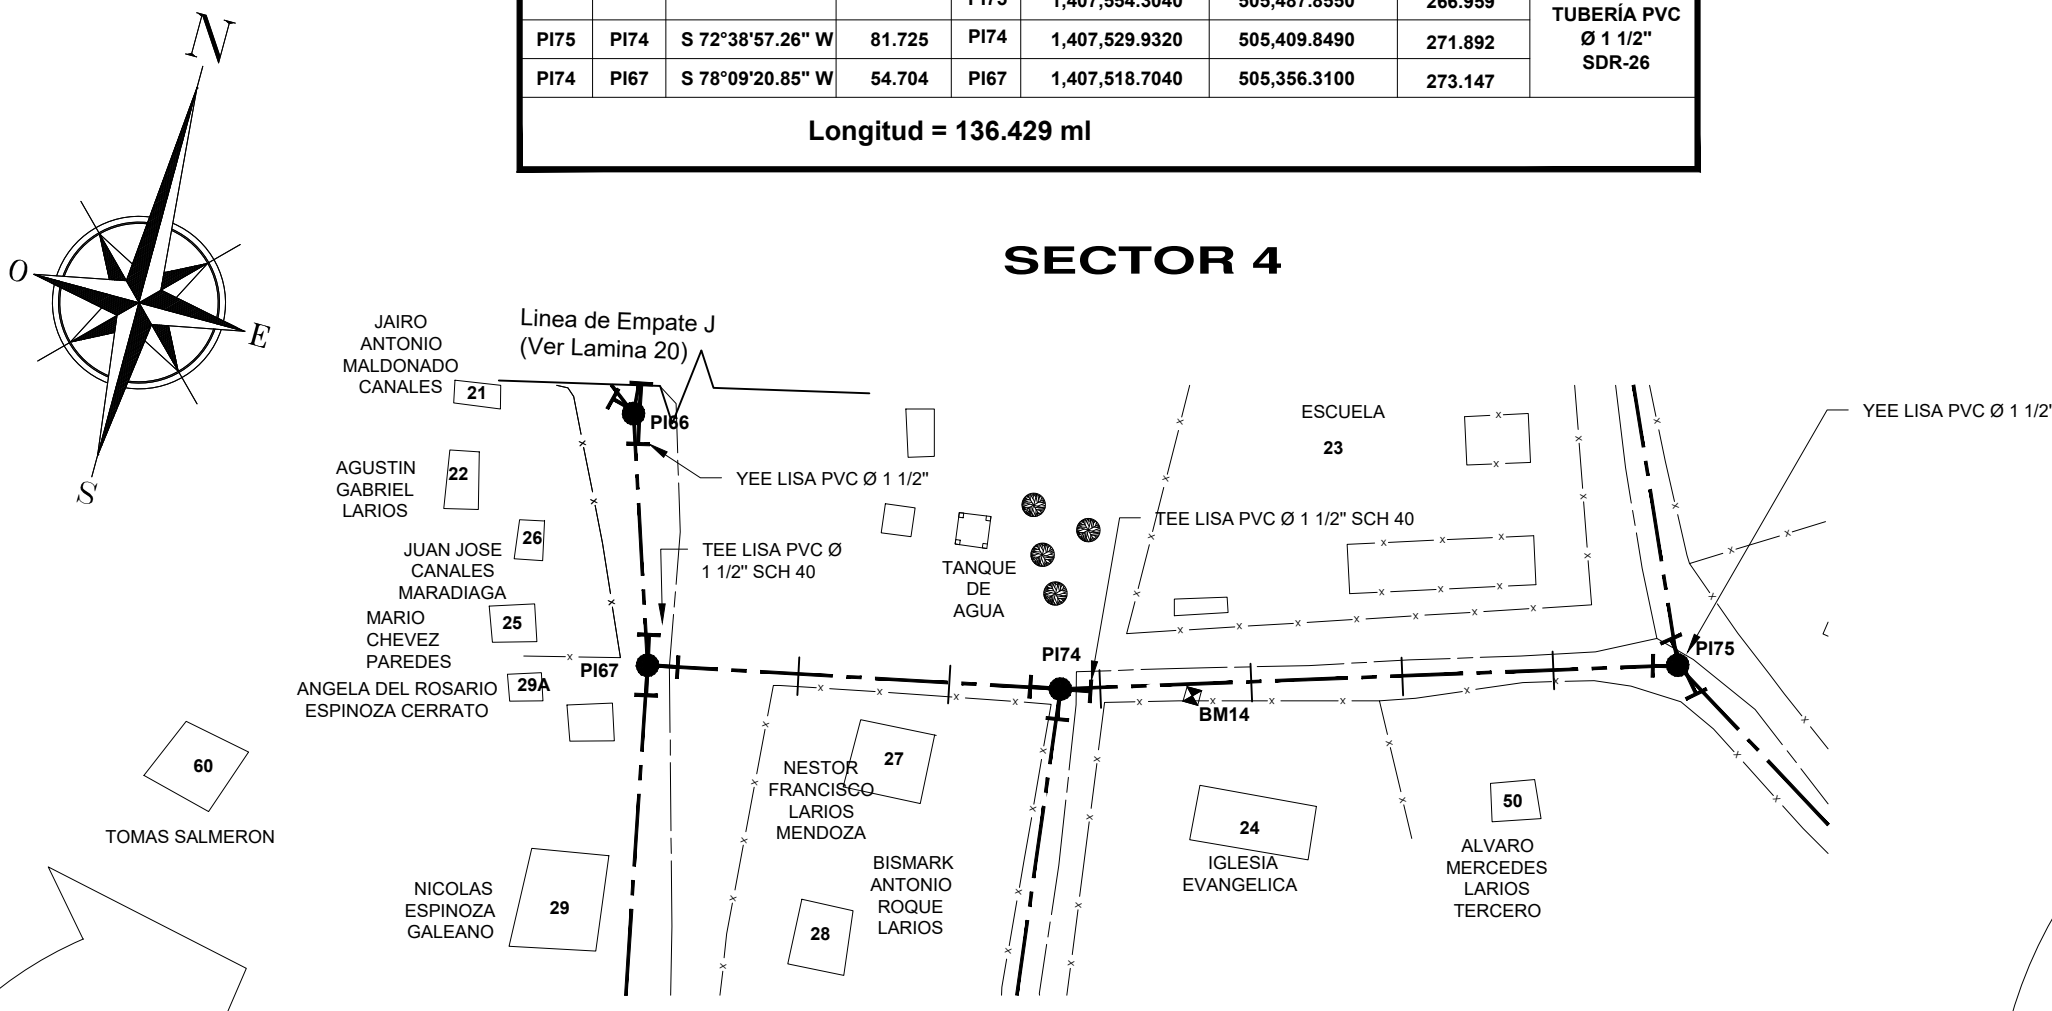 PI75 1,407,554.3040 505,487.8550 266.959
TUBERÍA PVC
Ø 1 1/2"
SDR-26
PI75 PI74 S 72°38'57.26" W 81.725 PI74 1,407,529.9320 505,409.8490 271.892
PI74 PI67 S 78°09'20.85" W 54.704 PI67 1,407,518.7040 505,356.3100 273.147
Longitud = 136.429 ml
N
O
E
S
SECTOR 4
Linea de Empate J
(Ver Lamina 20)
JAIRO
ANTONIO
MALDONADO
CANALES
21
PI66
ESCUELA
23
YEE LISA PVC Ø 1 1/2'
AGUSTIN
GABRIEL
LARIOS
22
YEE LISA PVC Ø 1 1/2"
TEE LISA PVC Ø 1 1/2" SCH 40
26
JUAN JOSE
CANALES
MARADIAGA
TEE LISA PVC Ø
1 1/2" SCH 40
TANQUE
DE
AGUA
MARIO
CHEVEZ
PAREDES
25
PI67
PI74
PI75
ANGELA DEL ROSARIO
ESPINOZA CERRATO
29A
BM14
60
TOMAS SALMERON
NESTOR
FRANCISCO
LARIOS
MENDOZA
27
24
IGLESIA
EVANGELICA
50
ALVARO
MERCEDES
LARIOS
TERCERO
NICOLAS
ESPINOZA
GALEANO
29
BISMARK
ANTONIO
ROQUE
LARIOS
28